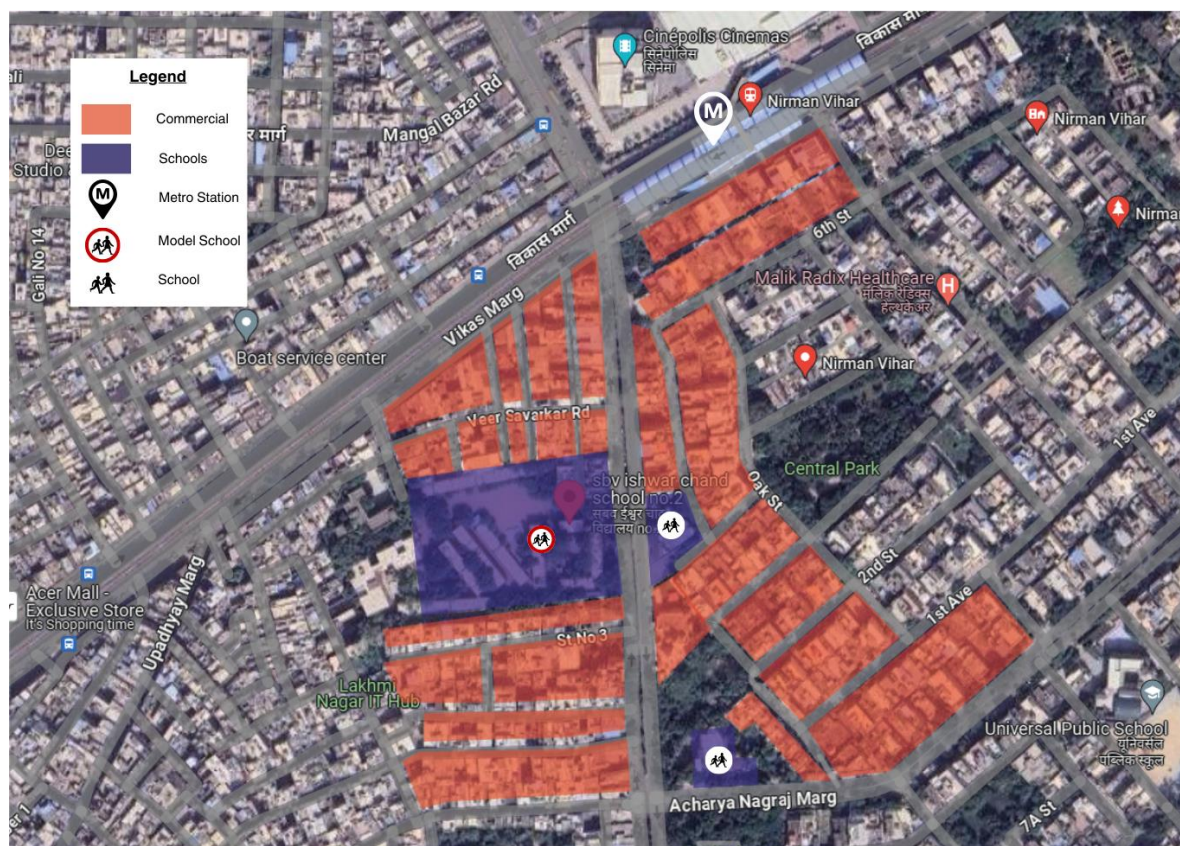 Legend
Commercial
Schools
M
Metro Station
Model School
School
Cinépolis Cinemas
सिनेपोलिस
सिनेमा
विकास मार्ग
Nirman Vihar
M
Nirman Vihar
Mangal Bazar Rd
र मार्ग
Studio
Gali No 14
विकास मार्ग
Vikas Marg
6th St
Malik Radix Healthcare
मलिक रेडिक्स
हेल्थकेअर
H
Boat service center
Nirman Vihar
Veer Savarkar Rd
1st Ave
Central Park
sbv ishwar chand
school no.2
Oak St
2nd St
Acer Mall -
Exclusive Store
It's Shopping time
Upadhyay Marg
1st Ave
St No 3
Lakhmi
Nagar IT Hub
Universal Public School
यूनिवर्सल
पब्लिक स्कूल
Acharya Nagraj Marg
7A St